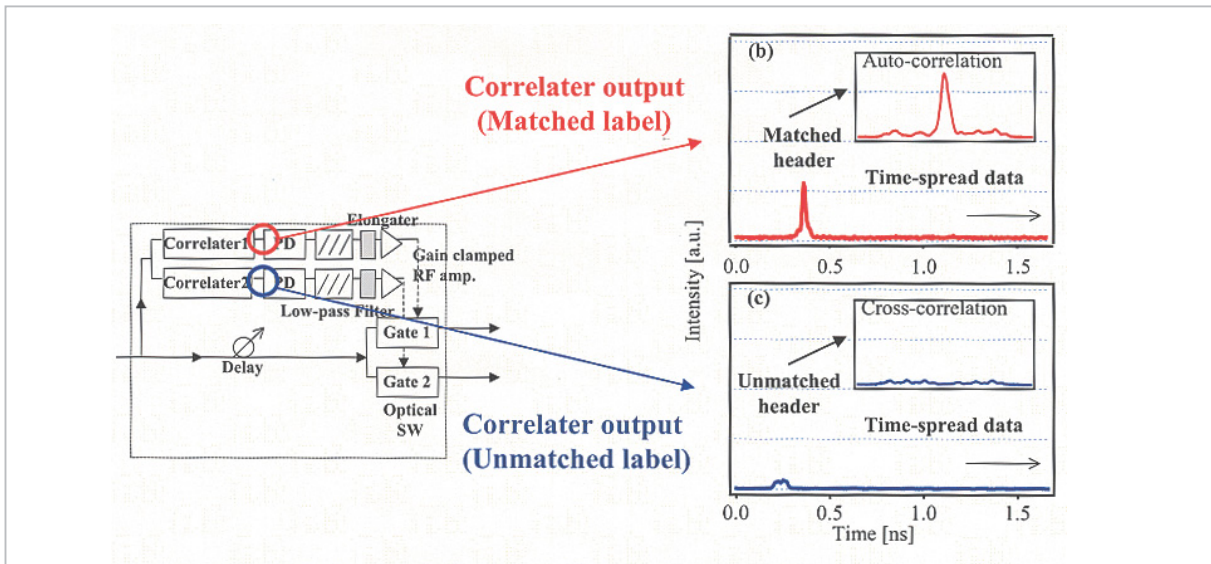 Correlater output
(Matched label)
Elongater
Correlater1
PD
Gain clamped
RF amp.
Correlater2
PD
Low-pass Filter
Gate 1
Delay
Gate 2
Optical
SW
Correlater output
(Unmatched label)
(b)
Auto-correlation
Matched
header
Time-spread data
0.0 0.5 1.0 1.5
Intensity [a.u.]
(c)
Cross-correlation
Unmatched
header
Time-spread data
0.0 0.5 1.0 1.5
Time [ns]